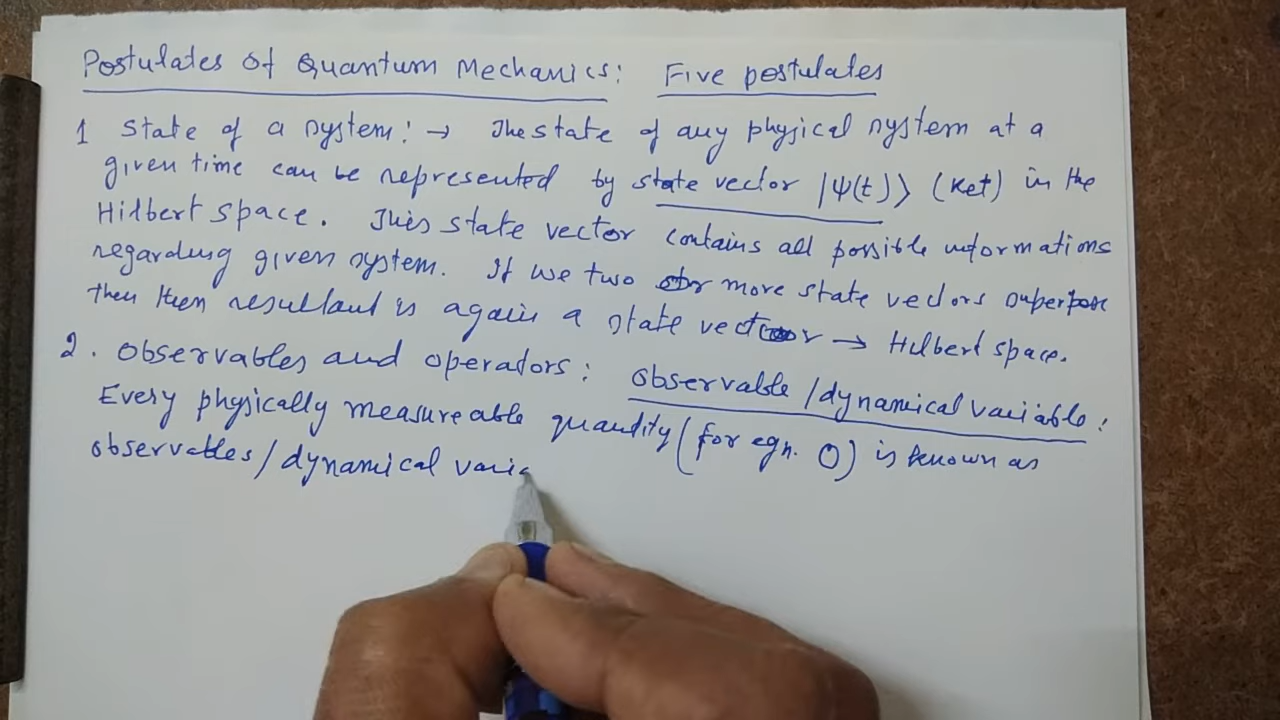 Postulates of Quantum Mechanics: Five postulates
1 State of a system: → The state of any physical system at a
given time can be represented by state vector |Ψ(t)⟩ (Ket) in the
Hilbert space. This state vector contains all possible informations
regarding given system. If we two or more state vectors superpose
then then resultant is again a state vector → Hilbert space.
2. Observables and operators: observable/dynamical variable:
Every physically measureable quantity (for egn. O) is known as
observables/dynamical varia